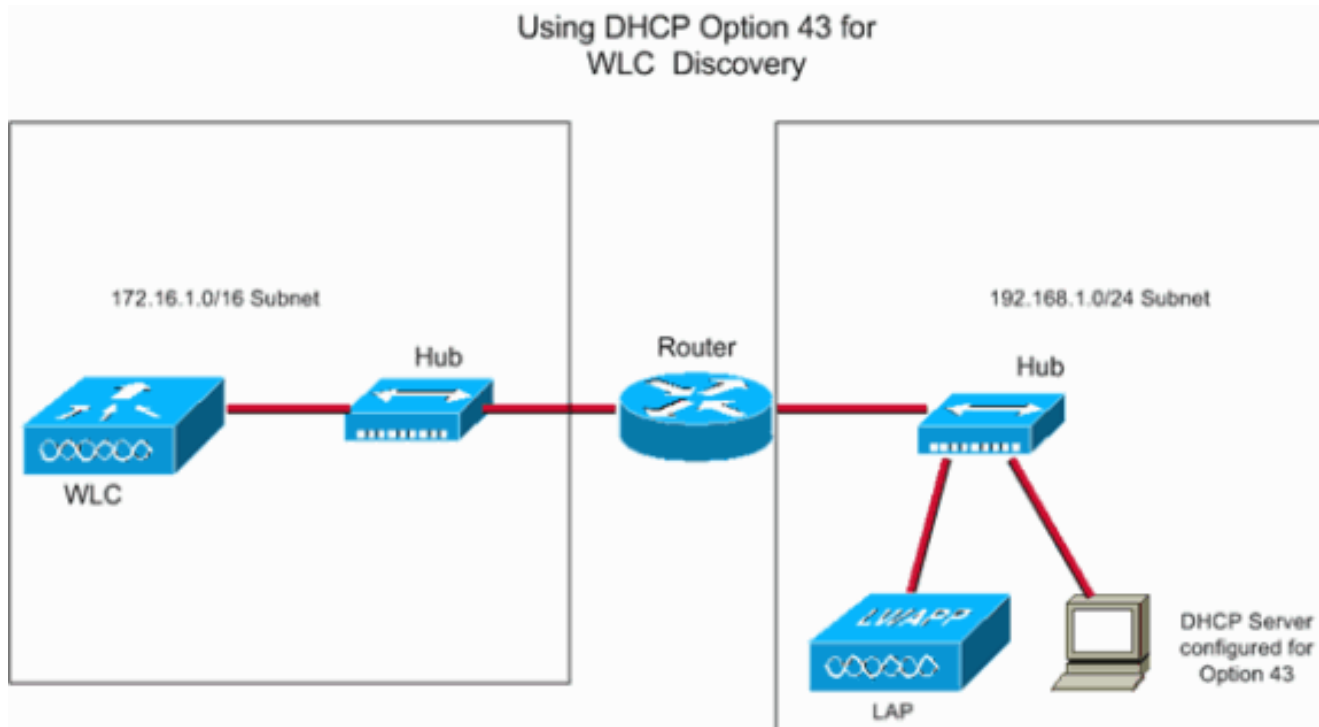 Using DHCP Option 43 for
WLC Discovery
172.16.1.0/16 Subnet
192.168.1.0/24 Subnet
Hub
Router
Hub
WLC
LWAPP
LAP
DHCP Server
configured for
Option 43